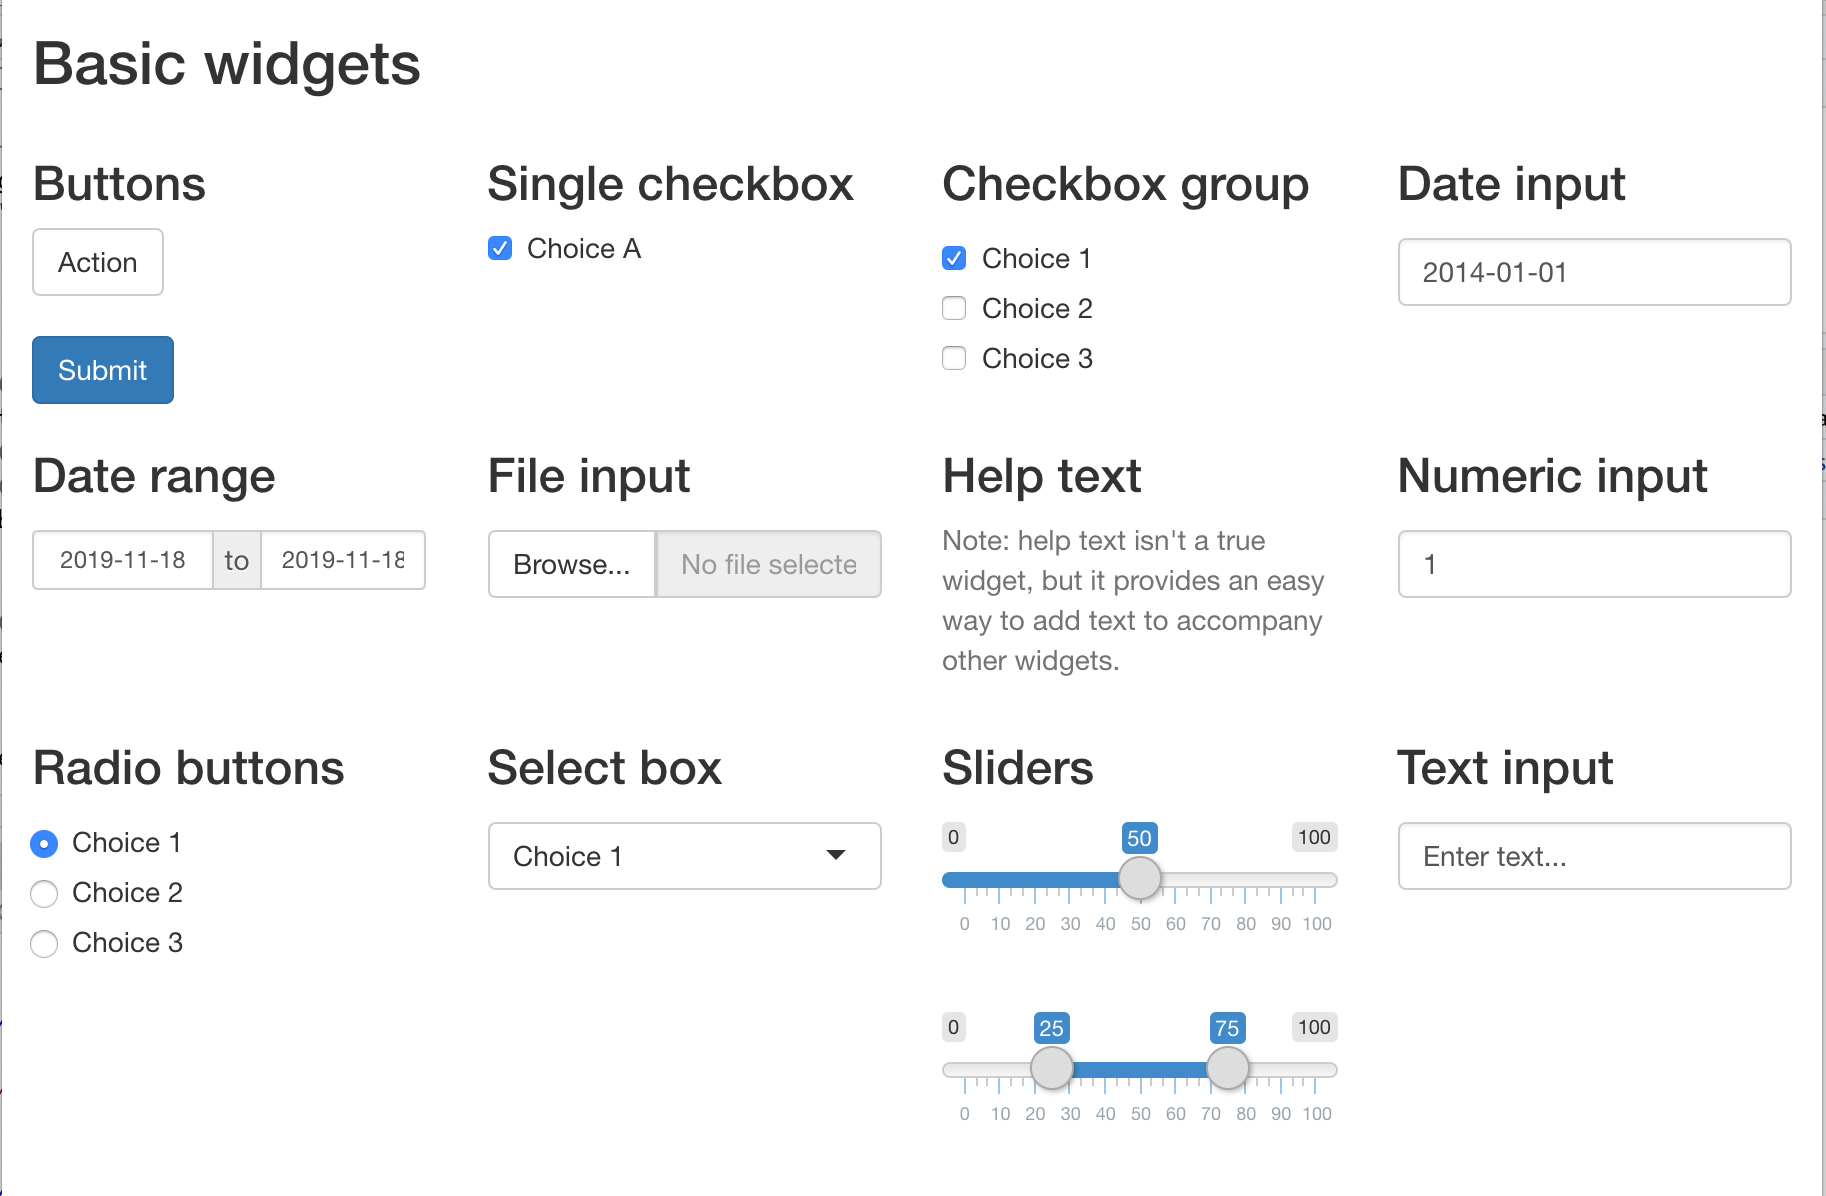 Basic widgets
Buttons
Action
Submit
Single checkbox
Choice A
Checkbox group
Choice 1
Choice 2
Choice 3
Date input
2014-01-01
Date range
2019-11-18 to 2019-11-18
File input
Browse... No file selecte
Help text
Note: help text isn't a true
widget, but it provides an easy
way to add text to accompany
other widgets.
Numeric input
1
Radio buttons
Choice 1
Choice 2
Choice 3
Select box
Choice 1
Sliders
0 50 100
0 10 20 30 40 50 60 70 80 90 100
0 25 75 100
0 10 20 30 40 50 60 70 80 90 100
Text input
Enter text...